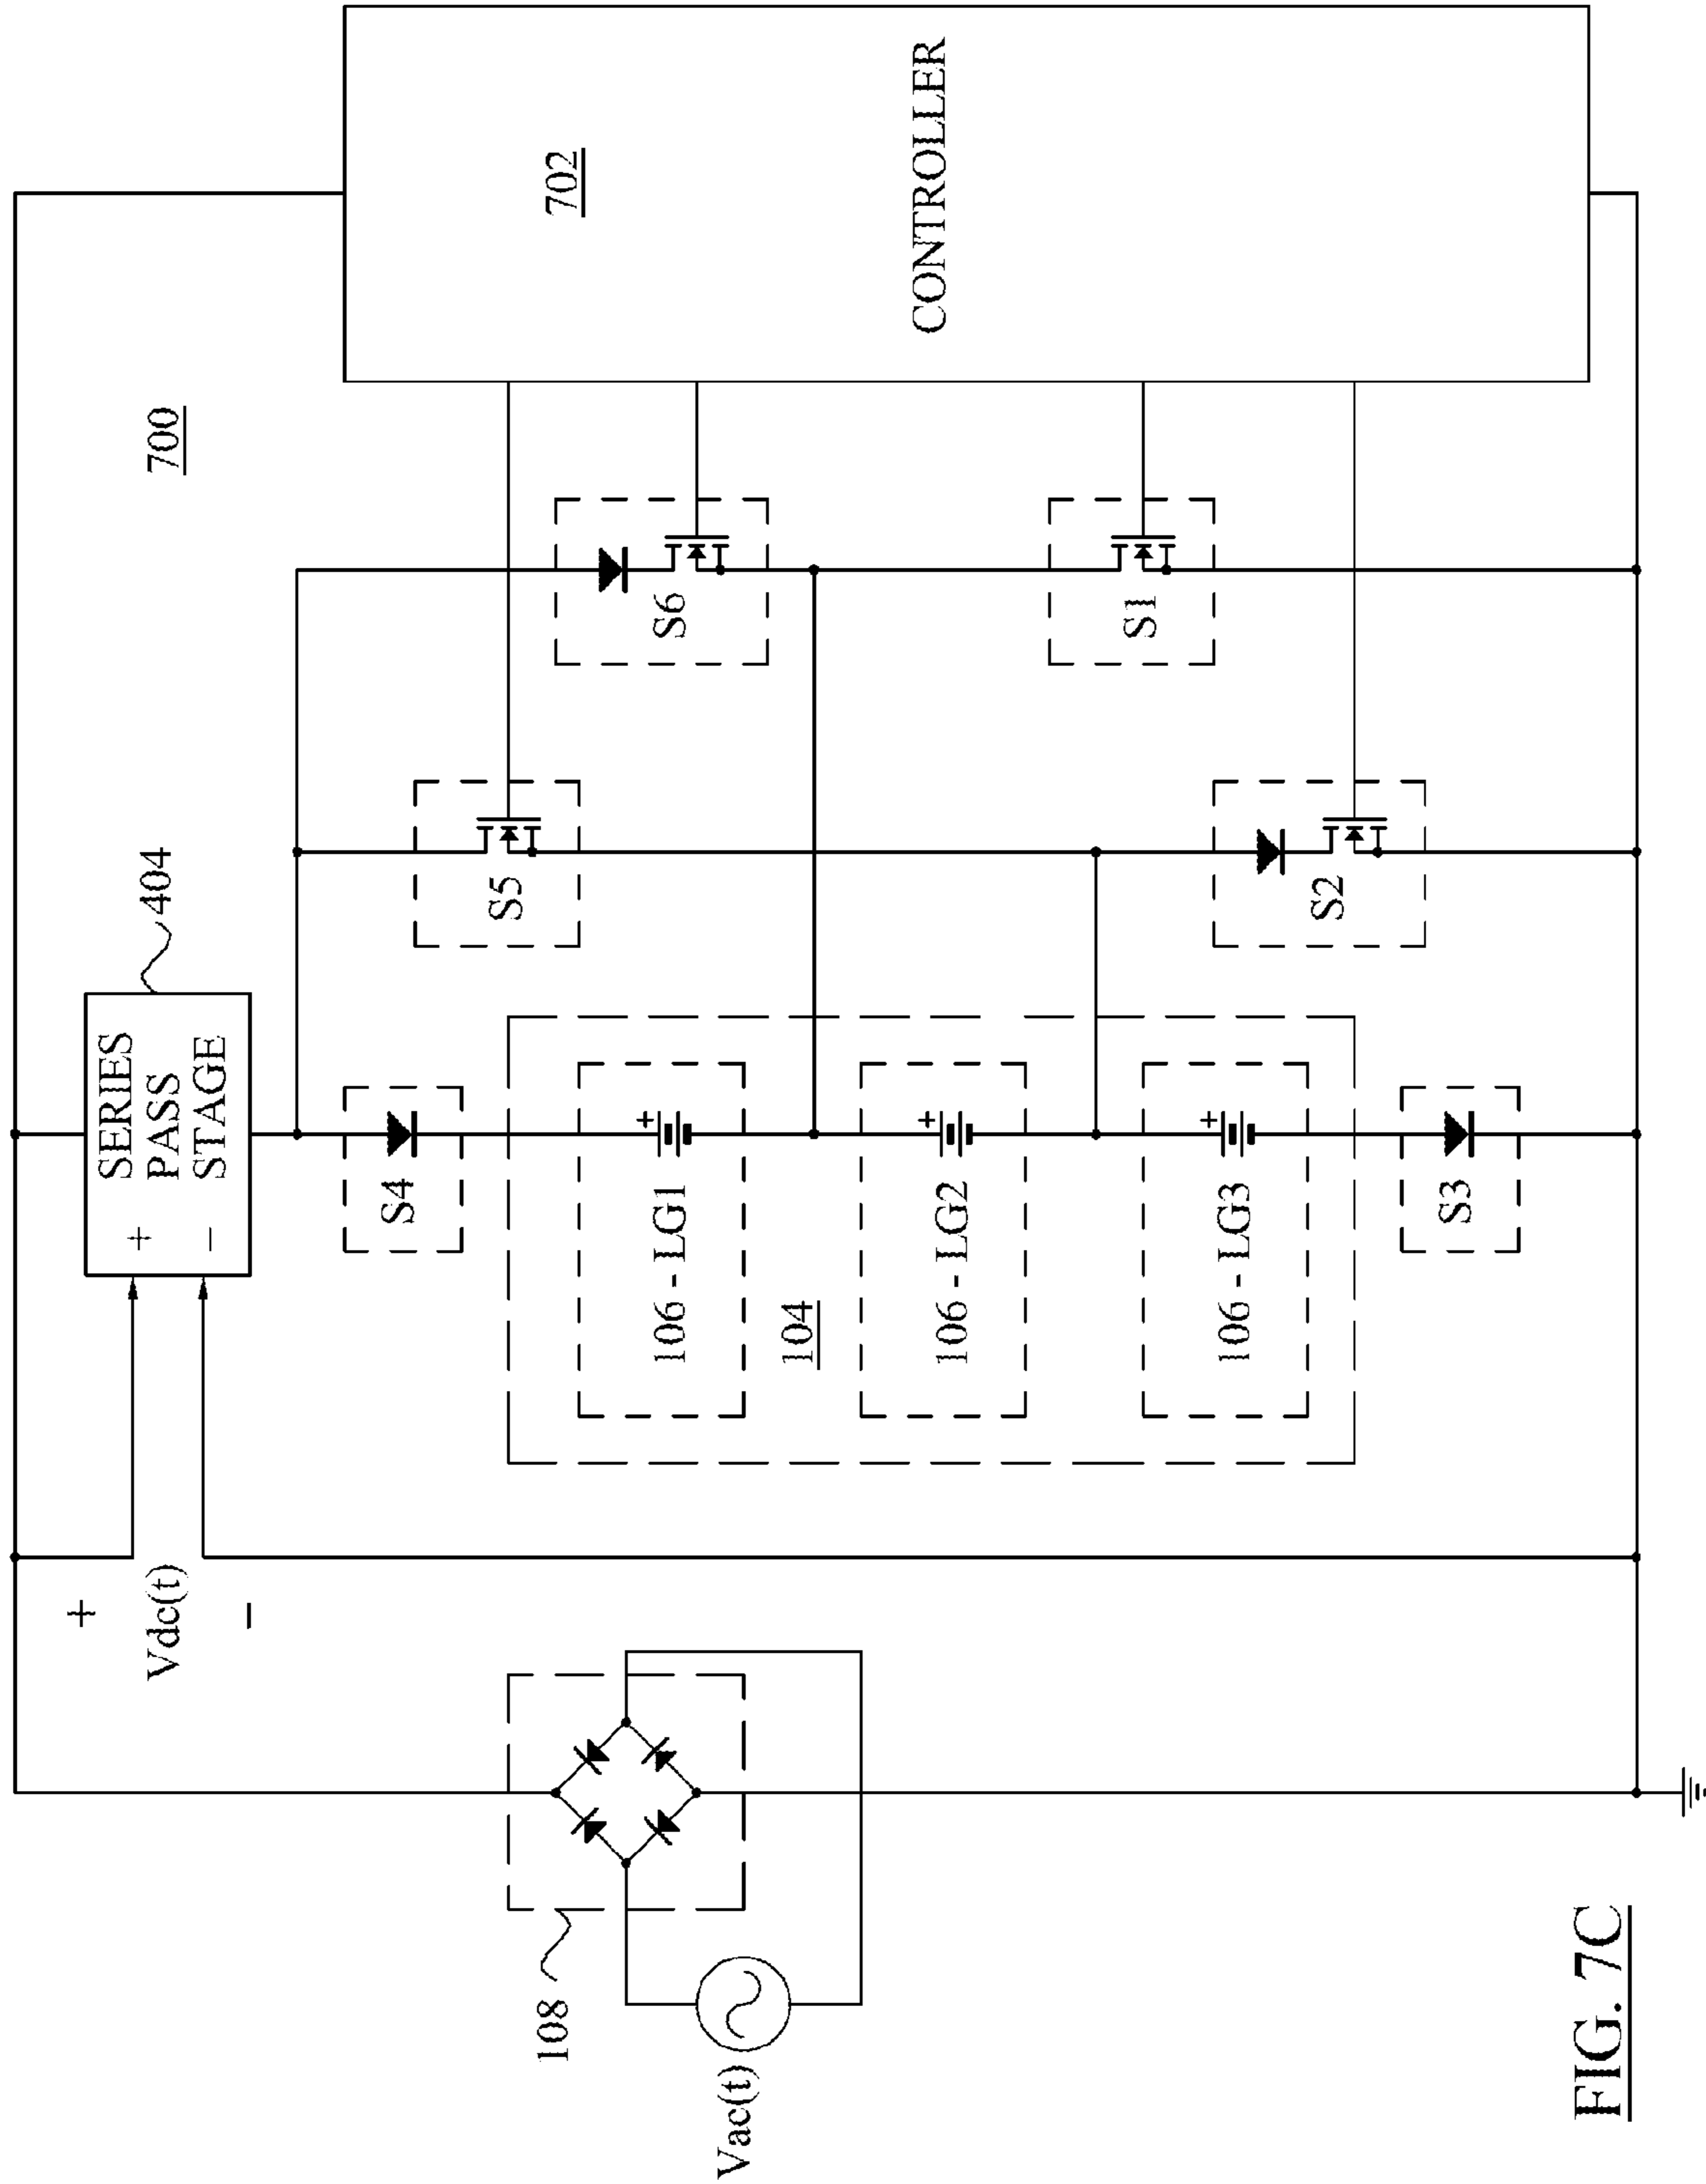 700
702
CONTROLLER
404
SERIES
PASS
STAGE
+
−
S4
S5
S6
+
106 - LG1
104
+
106 - LG2
+
106 - LG3
S1
S2
S3
+
Vdc(t)
−
108
Vac(t)
FIG. 7C